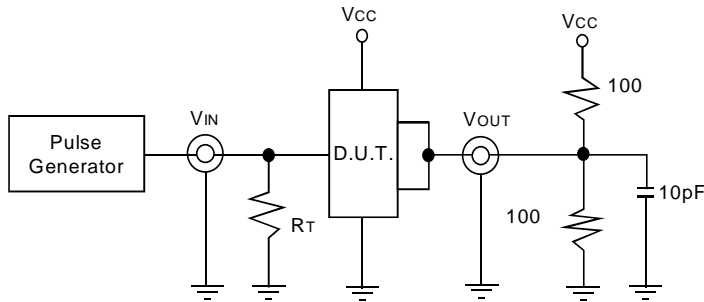 VCC
VCC
100
VIN
VOUT
Pulse
Generator
D.U.T.
10pF
RT
100